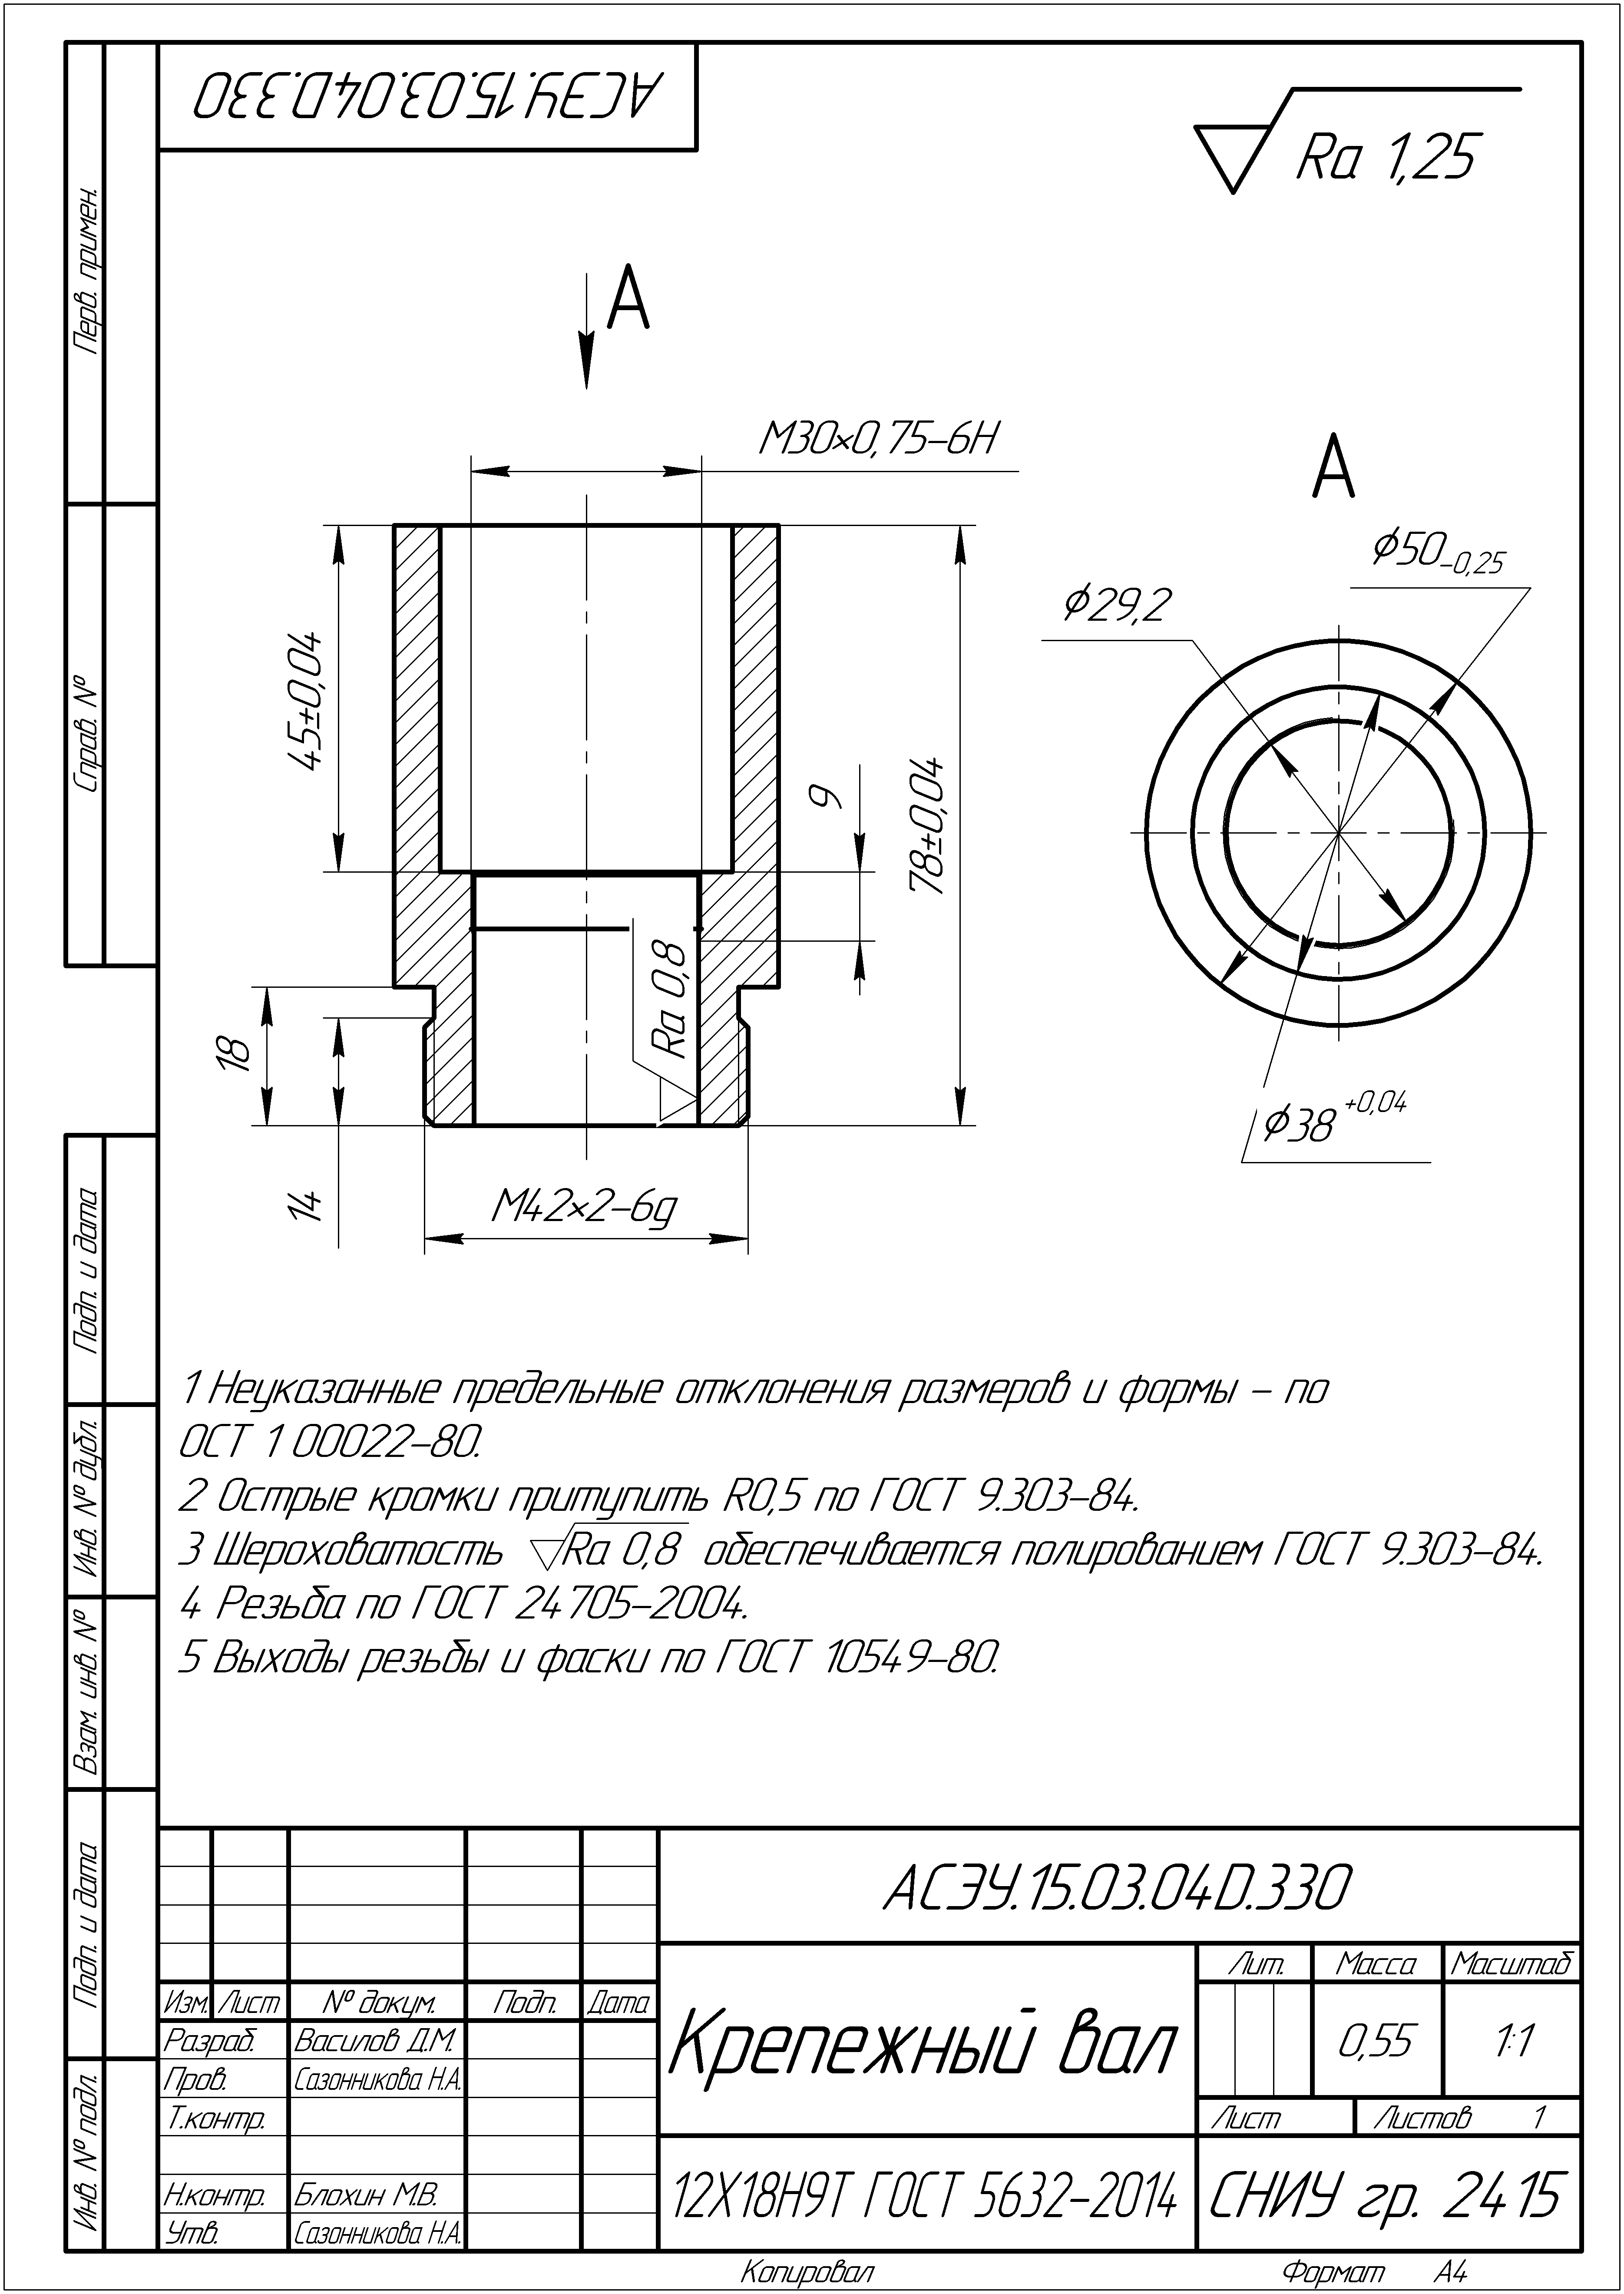 АСЭУ.15.03.04D.330
Ra 1,25
А
М30×0,75–6Н
А
⌀50-0,25
⌀29,2
45±0,04
9
78±0,04
Ra 0,8
18
14
⌀38 +0,04
М42×2–6g
1 Неуказанные предельные отклонения размеров и формы – по
ОСТ 1 00022–80.
2 Острые кромки притупить R0,5 по ГОСТ 9.303–84.
3 Шероховатость Ra 0,8 обеспечивается полированием ГОСТ 9.303–84.
4 Резьба по ГОСТ 24705–2004.
5 Выходы резьбы и фаски по ГОСТ 10549–80.
Перв. примен.
Справ. №
Подп. и дата
Инв. № дубл.
Взам. инв. №
Подп. и дата
Инв. № подл.
АСЭУ.15.03.04D.330
Изм. Лист № докум. Подп. Дата
Разраб. Василов Д.М.
Пров. Сазонникова Н.А.
Т.контр.
Н.контр. Блохин М.В.
Утв. Сазонникова Н.А.
Крепежный вал
Лит. Масса Масштаб
0,55 1:1
Лист Листов 1
12Х18Н9Т ГОСТ 5632–2014
СНИУ гр. 2415
Копировал Формат А4